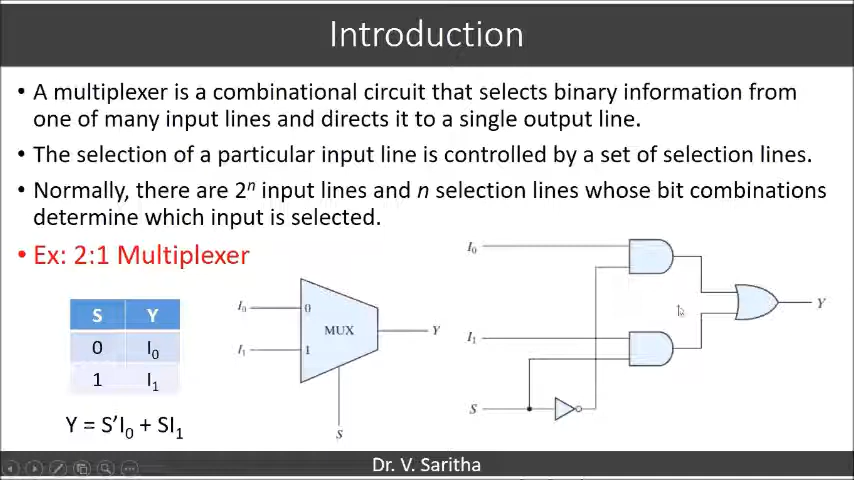 Introduction
• A multiplexer is a combinational circuit that selects binary information from
one of many input lines and directs it to a single output line.
• The selection of a particular input line is controlled by a set of selection lines.
• Normally, there are 2ⁿ input lines and n selection lines whose bit combinations
determine which input is selected.
• Ex: 2:1 Multiplexer
S Y
0 I₀
1 I₁
Y = S’I₀ + SI₁
I₀ 0
MUX Y
I₁ 1
S
I₀
I₁
S
Y
Dr. V. Saritha